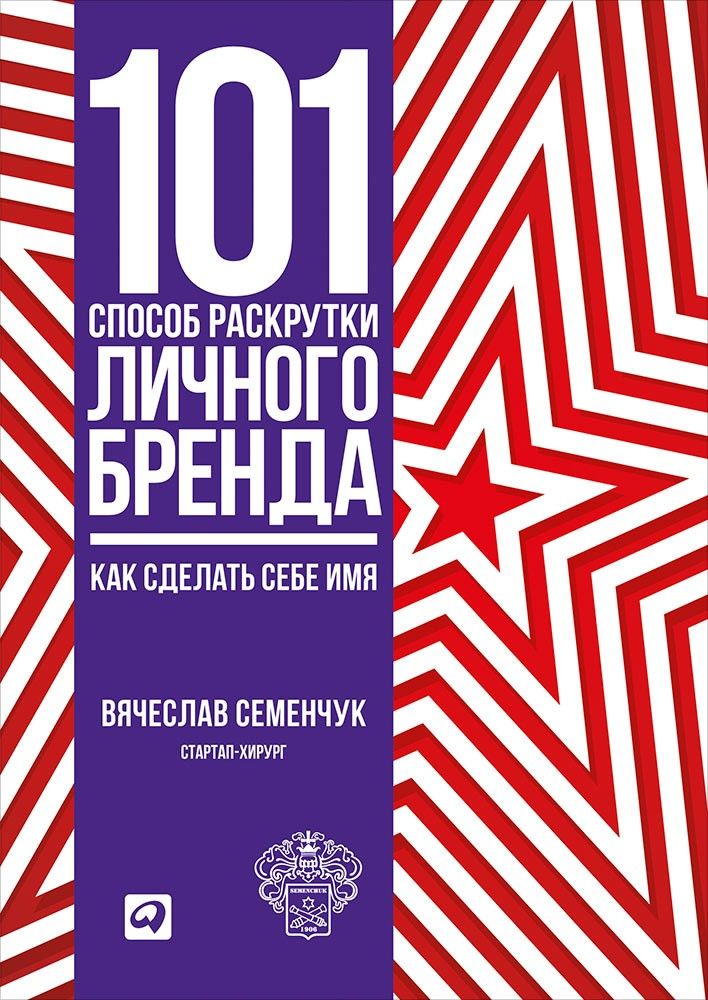 101
СПОСОБ РАСКРУТКИ
ЛИЧНОГО
БРЕНДА
КАК СДЕЛАТЬ СЕБЕ ИМЯ
ВЯЧЕСЛАВ СЕМЕНЧУК
СТАРТАП-ХИРУРГ
SEMENCHUK
1906